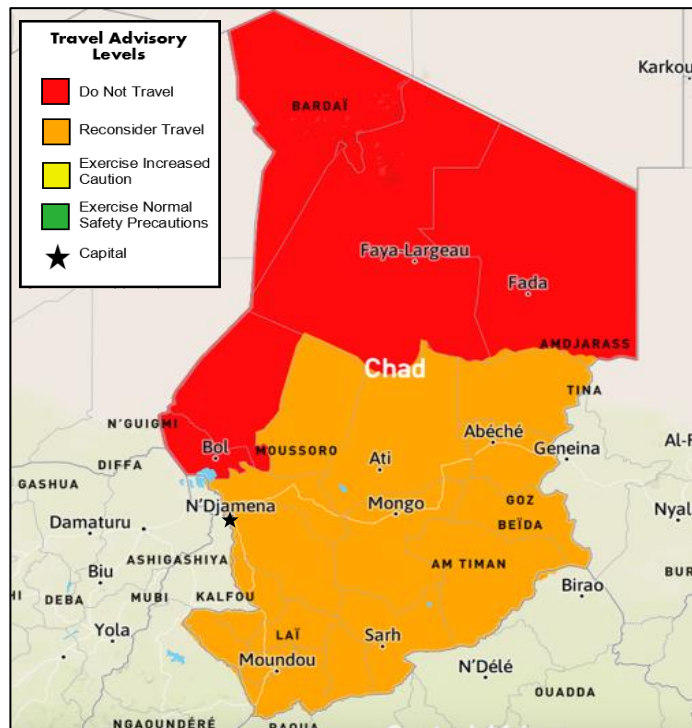 Travel Advisory
Levels
Do Not Travel
Reconsider Travel
Exercise Increased
Caution
Exercise Normal
Safety Precautions
Capital
Karkou
BARDAÏ
Faya-Largeau
Fada
AMDJARASS
Chad
TINA
N'GUIGMI
Bol
MOUSSORO
Abéché
DIFFA
Ati
Geneina
Al-F
GASHUA
N'Djamena
Mongo
GOZ
BEÏDA
Nyal
Damaturu
ASHIGASHIYA
AM TIMAN
Biu
BUR
HI
DEBA
MUBI
KALFOU
Birao
Yola
LAÏ
Sarh
Moundou
N'Délé
OUADDA
NGAOUNDÉRÉ